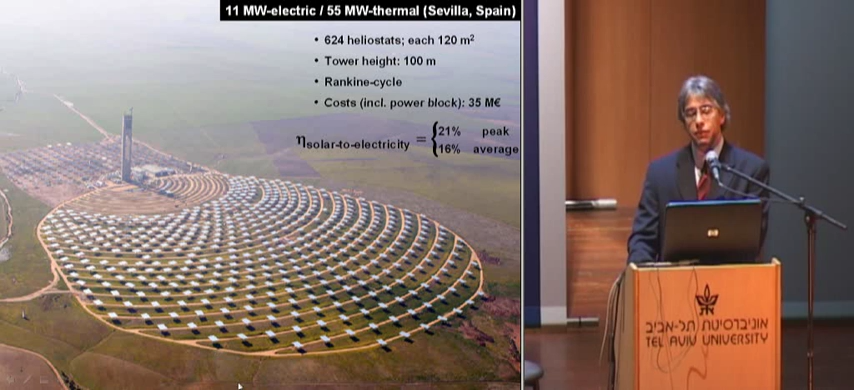 11 MW-electric / 55 MW-thermal (Sevilla, Spain)
• 624 heliostats; each 120 m²
• Tower height: 100 m
• Rankine-cycle
• Costs (incl. power block): 35 M€
ηsolar-to-electricity = { 21% peak
16% average
hp
אוניברסיטת תל-אביב
TEL AVIV UNIVERSITY